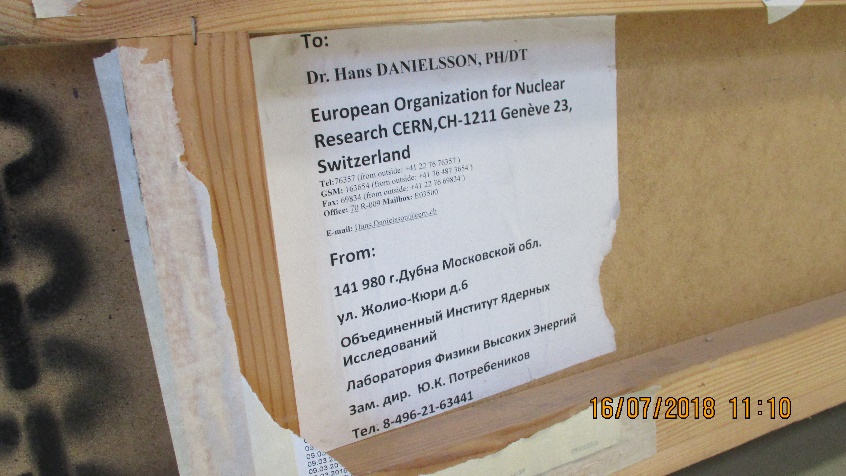 To:
Dr. Hans DANIELSSON, PH/DT
European Organization for Nuclear
Research CERN,CH-1211 Genève 23,
Switzerland
Tel:76357 (from outside: +41 22 76 76357 )
GSM: 163654 (from outside: +41 76 487 3654 )
Fax: 69834 (from outside: +41 22 76 69834 )
Office: 20 R-009 Mailbox: E03500
E-mail: Hans.Danielsson@cern.ch
From:
141 980 г.Дубна Московской обл.
ул. Жолио-Кюри д.6
Объединенный Институт Ядерных
Исследований
Лаборатория Физики Высоких Энергий
Зам. дир. Ю.К. Потребеников
Тел. 8-496-21-63441
16/07/2018 11:10